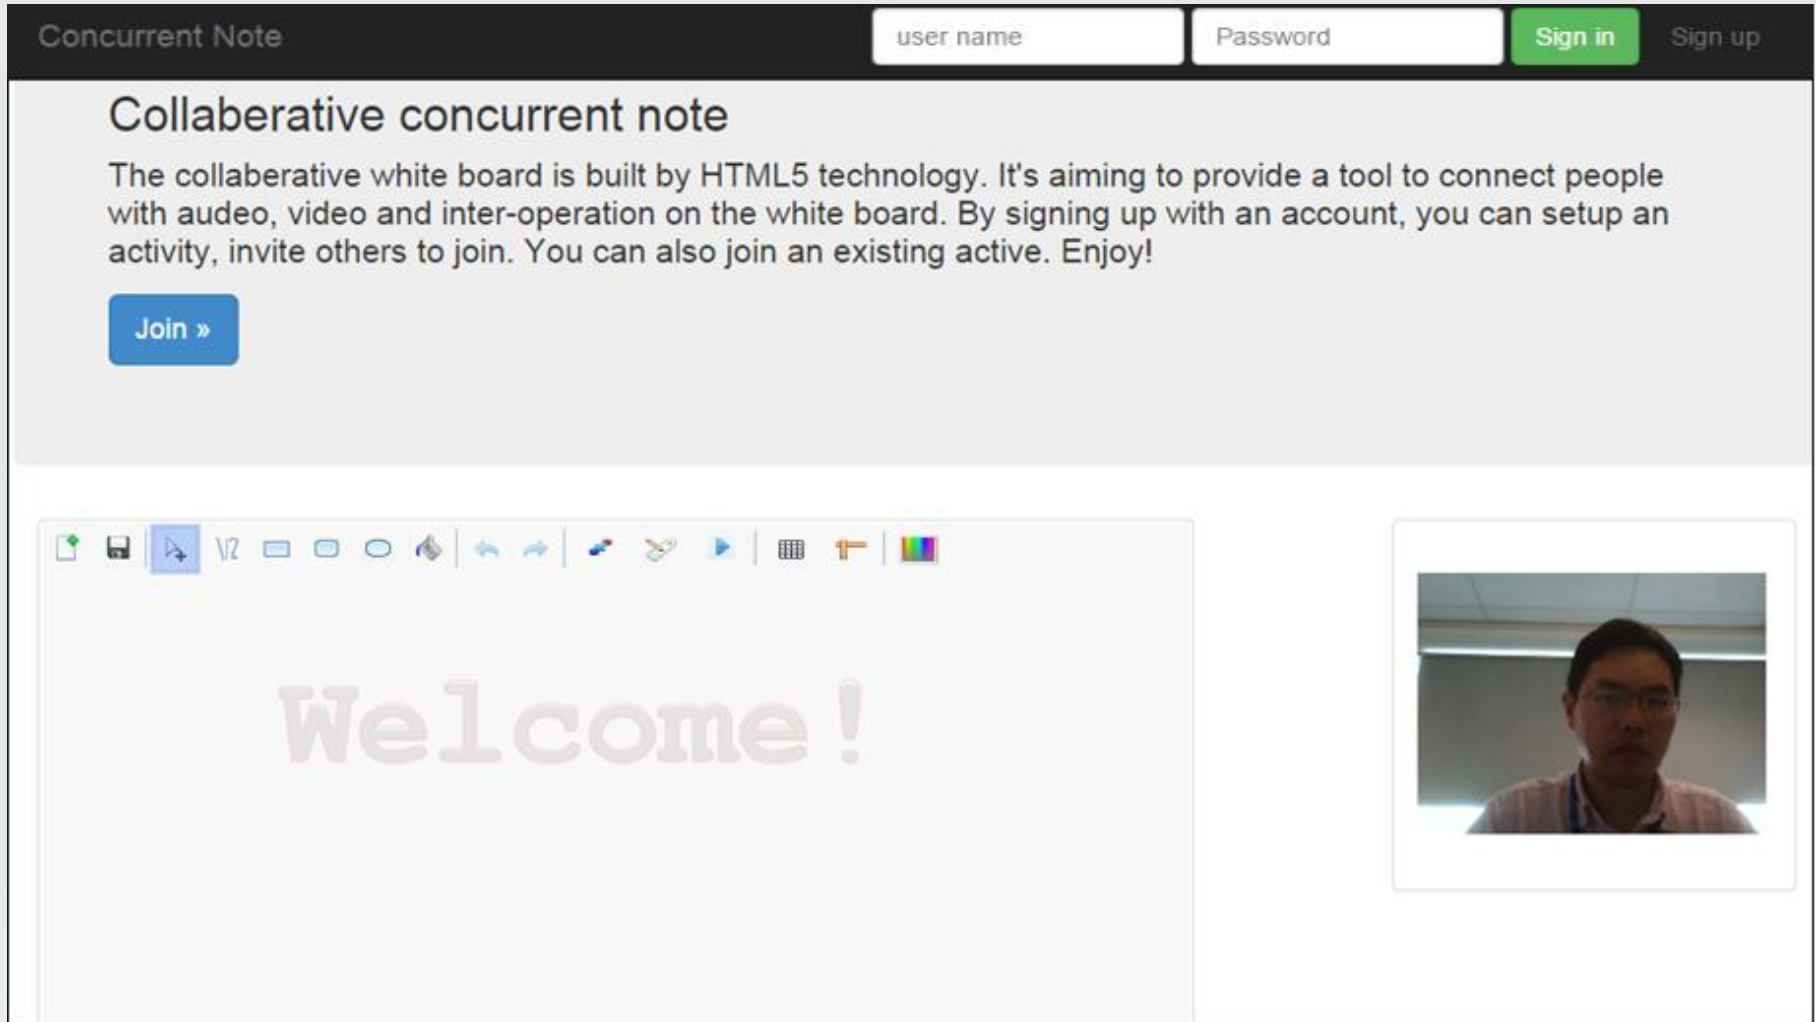 Concurrent Note user name Password Sign in Sign up
Collaberative concurrent note
The collaberative white board is built by HTML5 technology. It's aiming to provide a tool to connect people
with audeo, video and inter-operation on the white board. By signing up with an account, you can setup an
activity, invite others to join. You can also join an existing active. Enjoy!
Join »
Welcome!